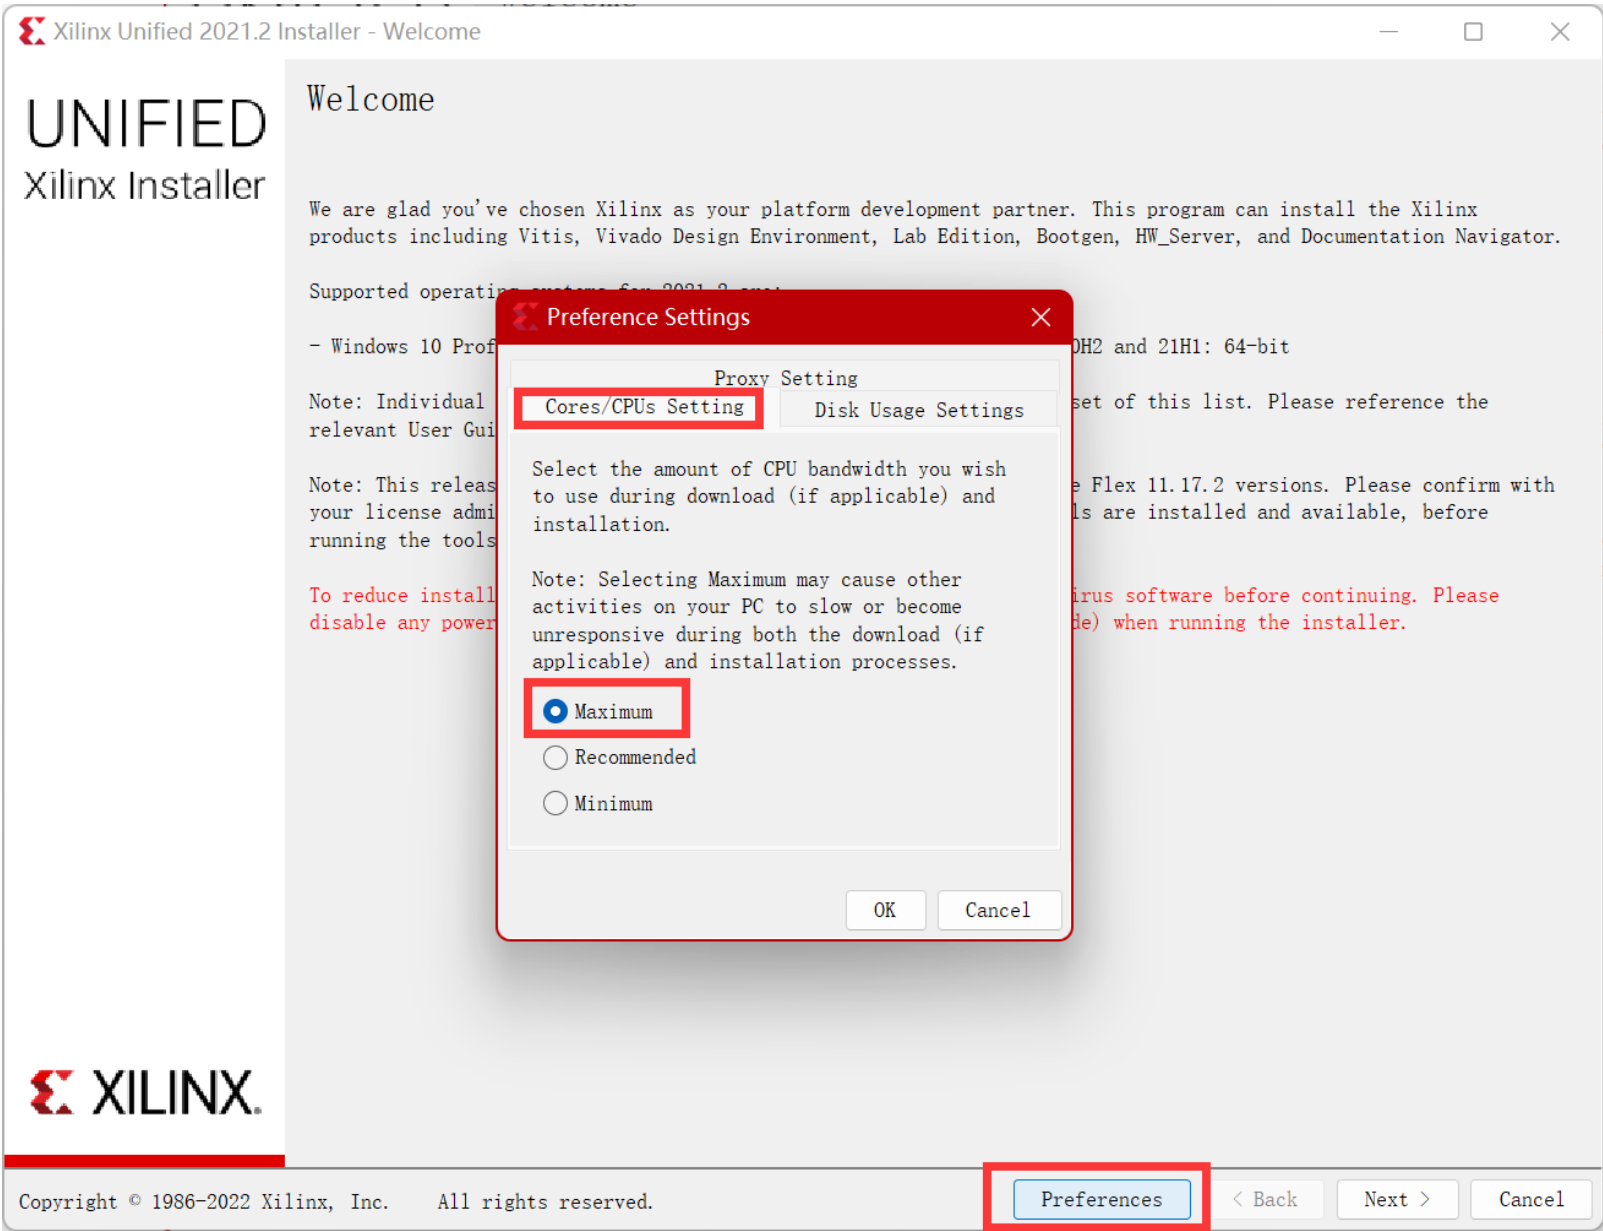 Xilinx Unified 2021.2 Installer - Welcome
UNIFIED
Xilinx Installer
Welcome
We are glad you've chosen Xilinx as your platform development partner. This program can install the Xilinx
products including Vitis, Vivado Design Environment, Lab Edition, Bootgen, HW_Server, and Documentation Navigator.
Supported operating systems for 2021.2 are:
- Windows 10 Prof
0H2 and 21H1: 64-bit
Note: Individual
set of this list. Please reference the
relevant User Gui
Note: This releas
e Flex 11.17.2 versions. Please confirm with
your license admi
ls are installed and available, before
running the tools
To reduce install
irus software before continuing. Please
disable any power
de) when running the installer.
Preference Settings
Proxy Setting
Cores/CPUs Setting
Disk Usage Settings
Select the amount of CPU bandwidth you wish
to use during download (if applicable) and
installation.
Note: Selecting Maximum may cause other
activities on your PC to slow or become
unresponsive during both the download (if
applicable) and installation processes.
Maximum
Recommended
Minimum
OK
Cancel
XILINX.
Copyright © 1986-2022 Xilinx, Inc. All rights reserved.
Preferences
< Back
Next >
Cancel